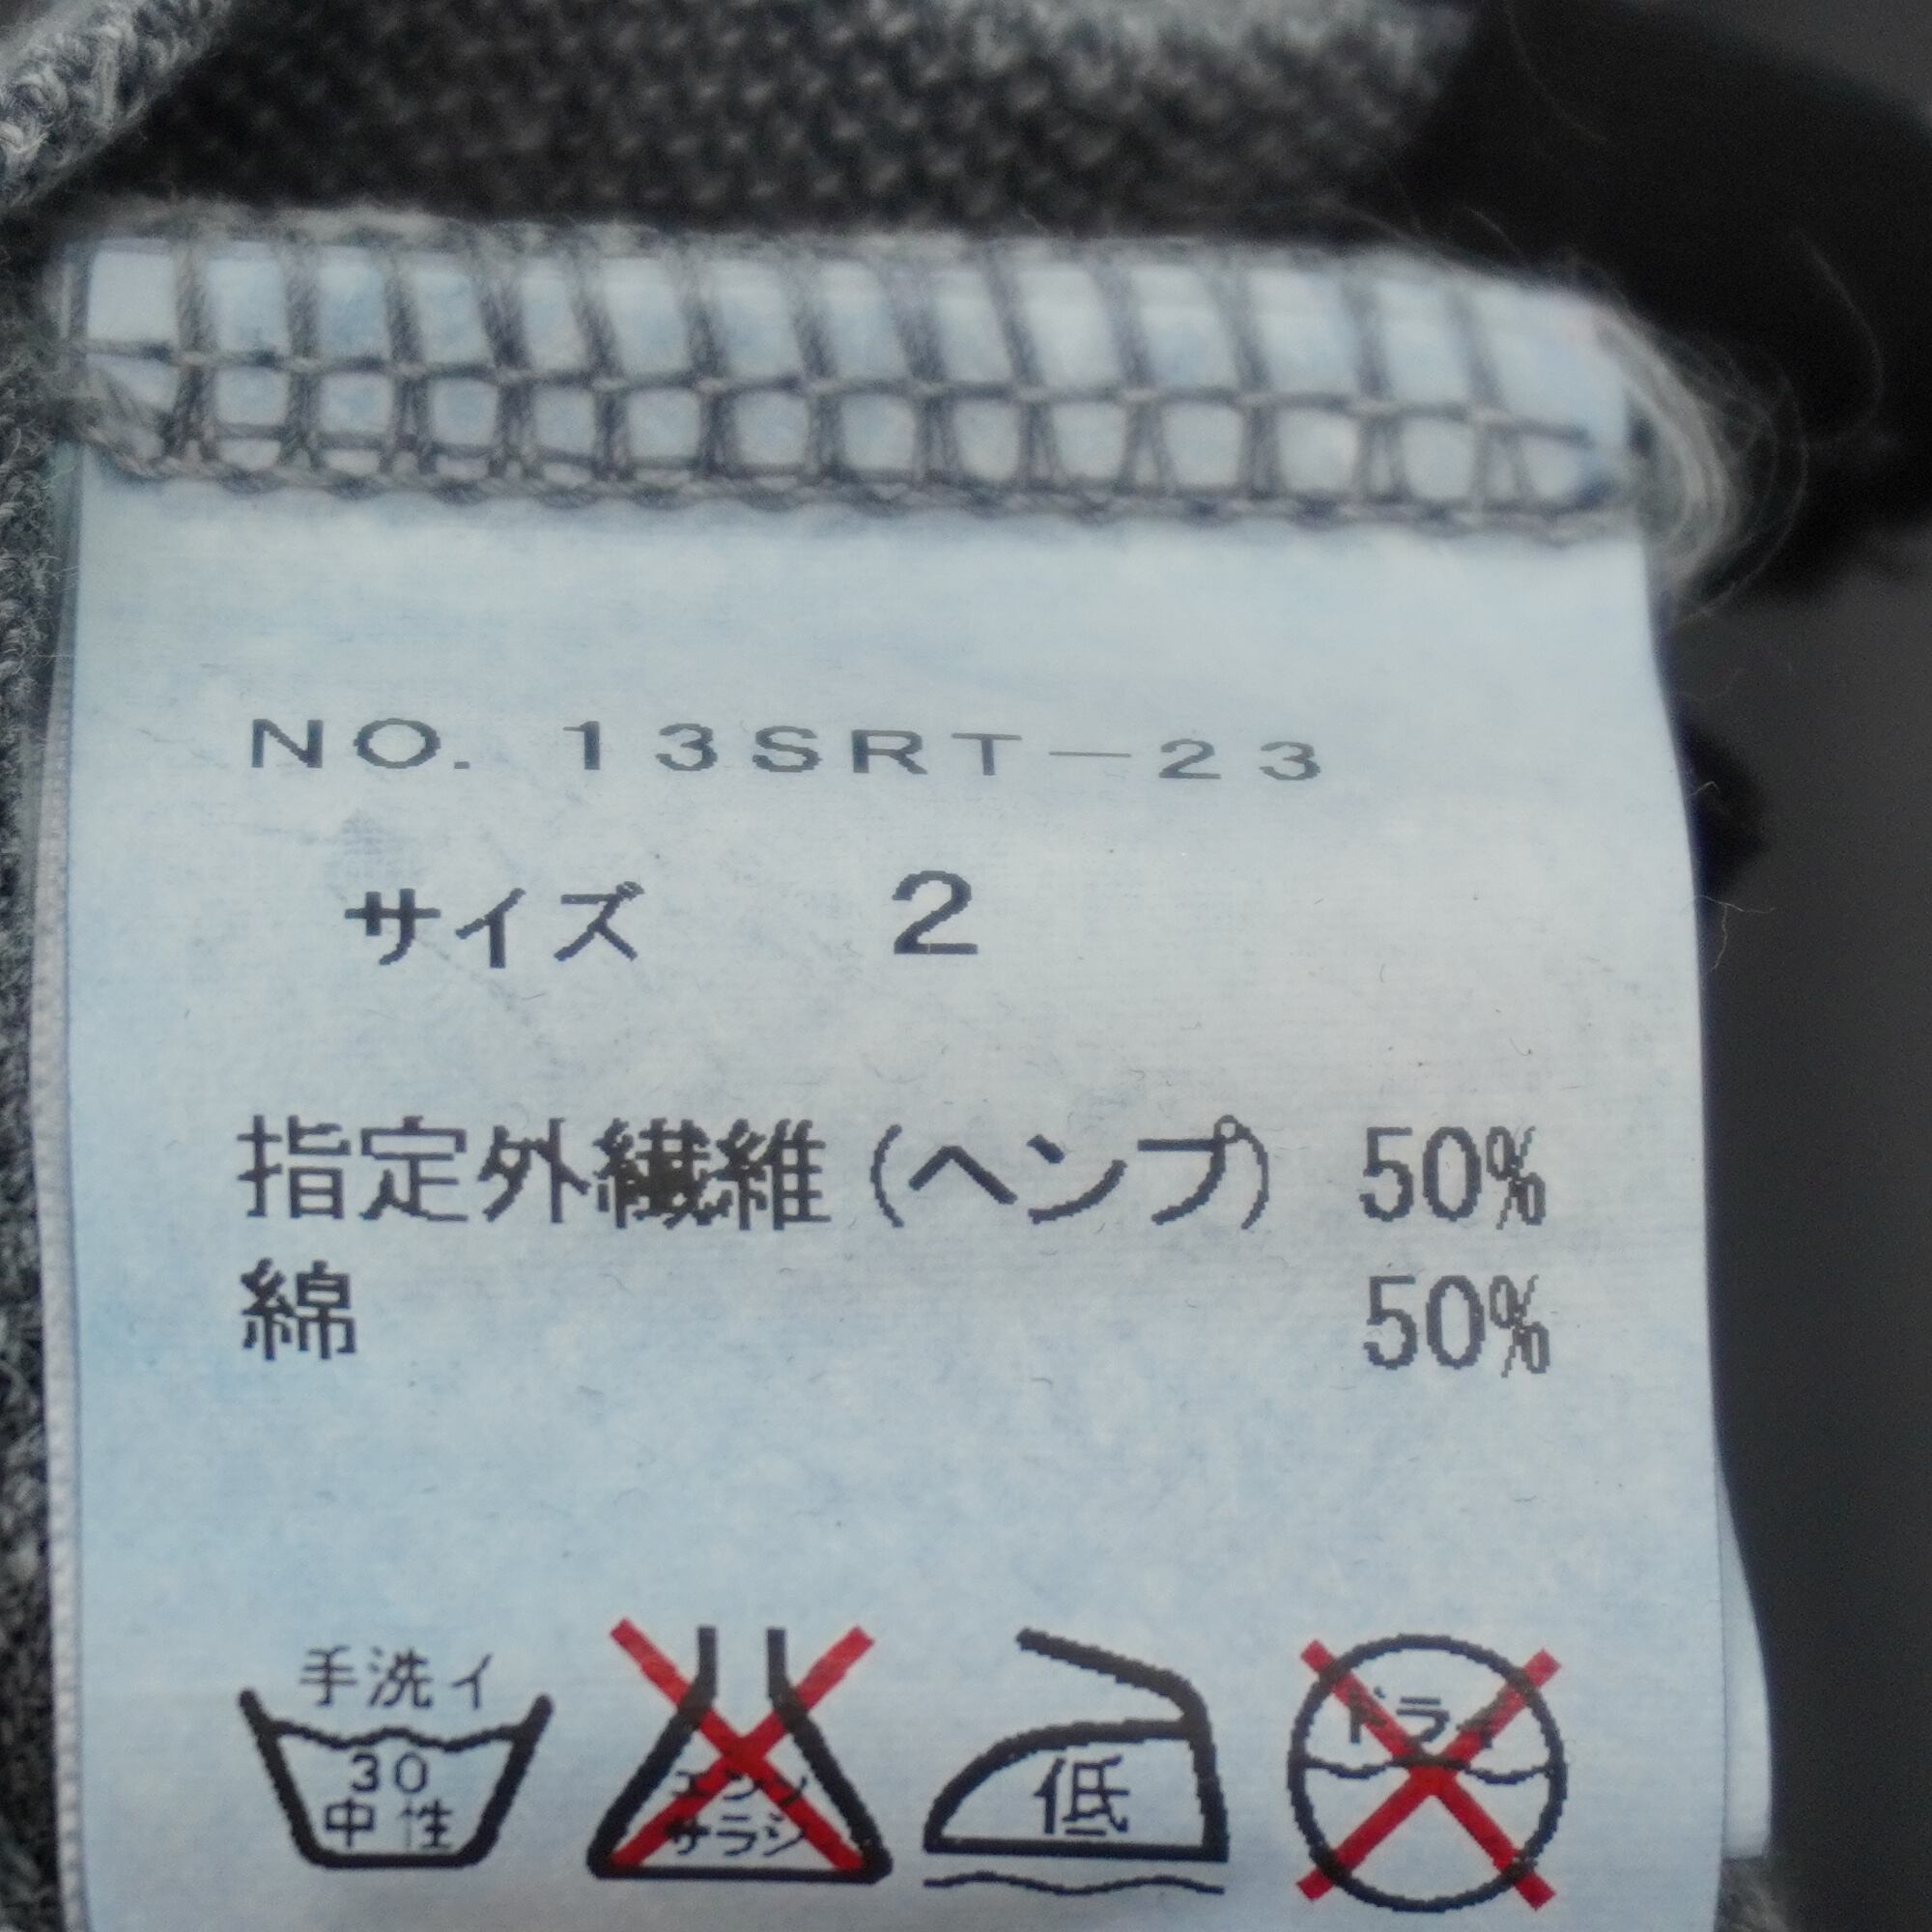 NO. 13SRT-23
サイズ 2
指定外繊維(ヘンプ) 50%
綿 50%
手洗イ
30
中性
エンソ
サラシ
低
ドライ